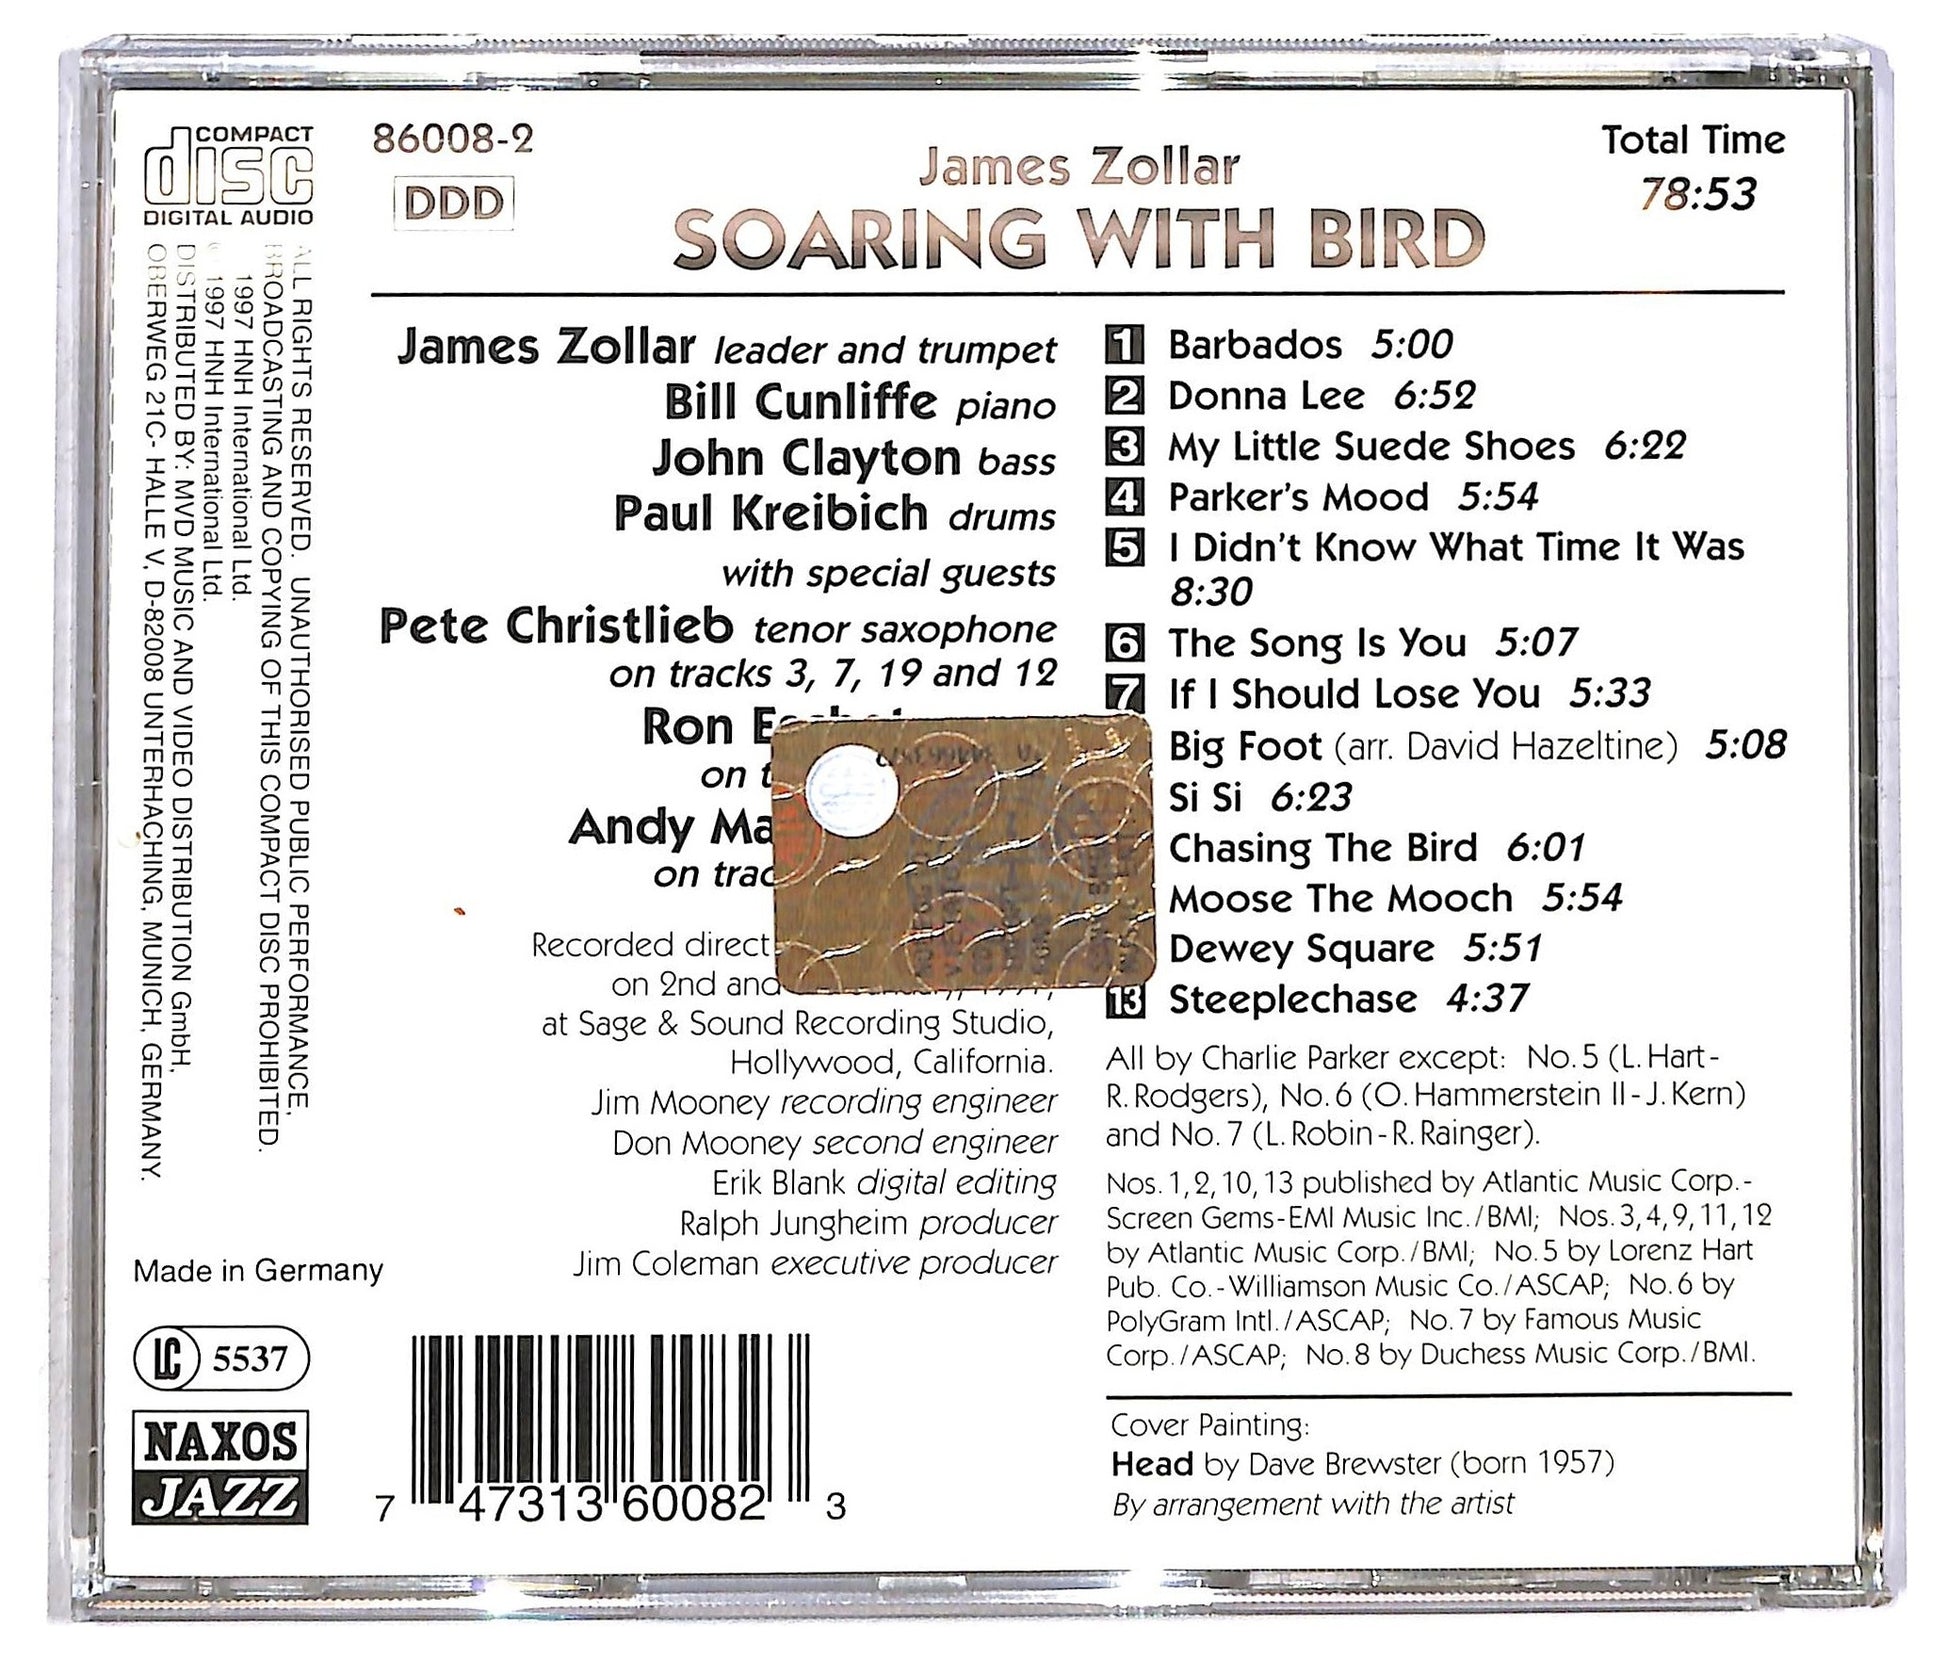 COMPACT
disc
DIGITAL AUDIO
86008-2
DDD
James Zollar
SOARING WITH BIRD
Total Time
78:53
ALL RIGHTS RESERVED. UNAUTHORISED PUBLIC PERFORMANCE,
BROADCASTING AND COPYING OF THIS COMPACT DISC PROHIBITED.
1997 HNH International Ltd.
© 1997 HNH International Ltd.
DISTRIBUTED BY: MVD MUSIC AND VIDEO DISTRIBUTION GmbH,
OBERWEG 21C- HALLE V, D-82008 UNTERHACHING, MUNICH, GERMANY.
James Zollar leader and trumpet
Bill Cunliffe piano
John Clayton bass
Paul Kreibich drums
with special guests
Pete Christlieb tenor saxophone
on tracks 3, 7, 19 and 12
Ron
on
Andy
on
Recorded direct
on 2nd and
at Sage & Sound Recording Studio,
Hollywood, California.
Jim Mooney recording engineer
Don Mooney second engineer
Erik Blank digital editing
Ralph Jungheim producer
Jim Coleman executive producer
1 Barbados 5:00
2 Donna Lee 6:52
3 My Little Suede Shoes 6:22
4 Parker's Mood 5:54
5 I Didn't Know What Time It Was
8:30
6 The Song Is You 5:07
7 If I Should Lose You 5:33
Big Foot (arr. David Hazeltine) 5:08
Si Si 6:23
Chasing The Bird 6:01
Moose The Mooch 5:54
Dewey Square 5:51
13 Steeplechase 4:37
All by Charlie Parker except: No.5 (L.Hart-
R.Rodgers), No.6 (O.Hammerstein II-J.Kern)
and No.7 (L.Robin-R.Rainger).
Nos.1,2,10,13 published by Atlantic Music Corp.-
Screen Gems-EMI Music Inc./BMI; Nos.3,4,9,11,12
by Atlantic Music Corp./BMI; No.5 by Lorenz Hart
Pub. Co.-Williamson Music Co./ASCAP; No.6 by
PolyGram Intl./ASCAP; No.7 by Famous Music
Corp./ASCAP; No.8 by Duchess Music Corp./BMI.
Cover Painting:
Head by Dave Brewster (born 1957)
By arrangement with the artist
Made in Germany
LC 5537
NAXOS
JAZZ
7 47313 60082 3